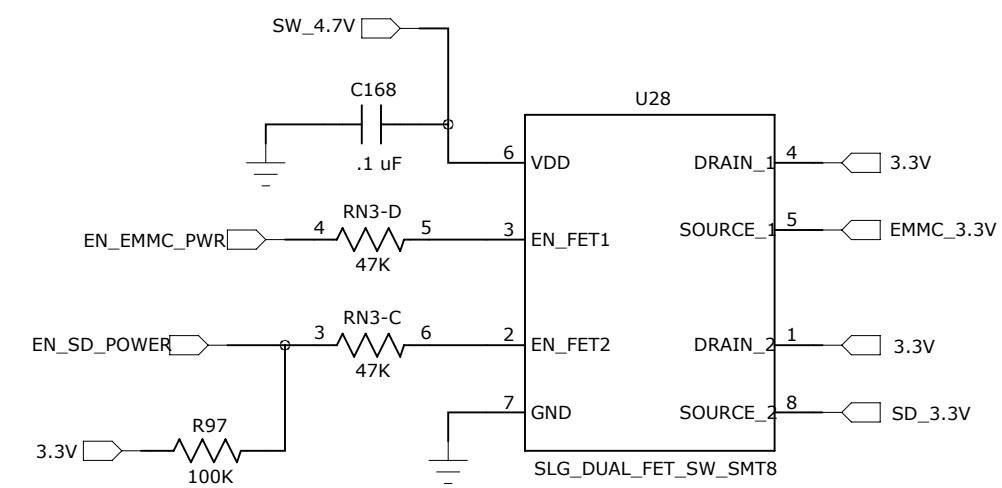 SW_4.7V
C168
.1 uF
U28
6 VDD
DRAIN_1 4 3.3V
RN3-D
EN_EMMC_PWR 4 5 3 EN_FET1
47K
SOURCE_1 5 EMMC_3.3V
RN3-C
EN_SD_POWER 3 6 2 EN_FET2
47K
DRAIN_2 1 3.3V
7 GND
SOURCE_2 8 SD_3.3V
R97
3.3V
100K
SLG_DUAL_FET_SW_SMT8